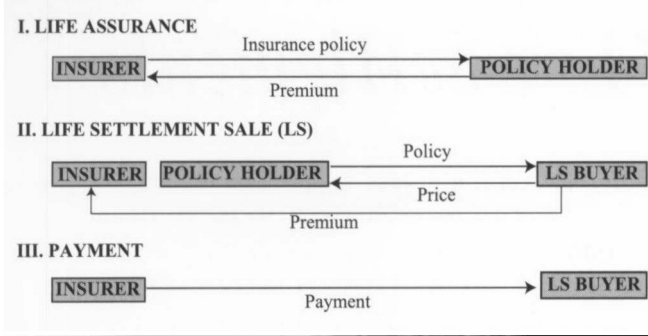 I. LIFE ASSURANCE
Insurance policy
INSURER
POLICY HOLDER
Premium
II. LIFE SETTLEMENT SALE (LS)
Policy
INSURER
POLICY HOLDER
LS BUYER
Price
Premium
III. PAYMENT
INSURER
LS BUYER
Payment